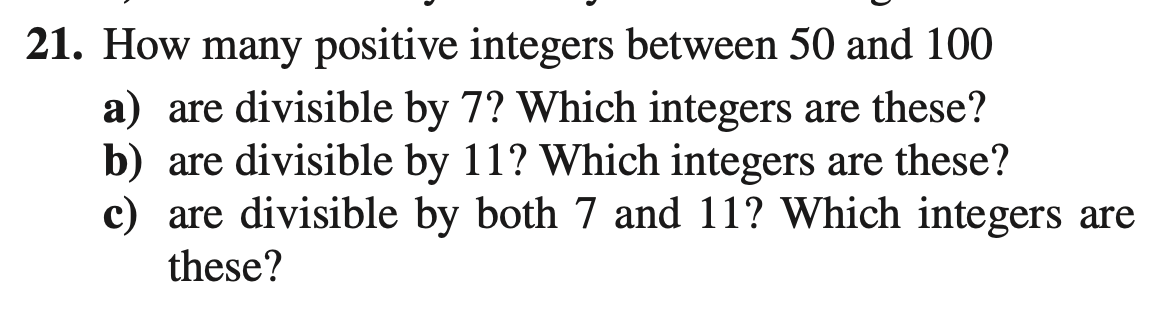 21. How many positive integers between 50 and 100
a) are divisible by 7? Which integers are these?
b) are divisible by 11? Which integers are these?
c) are divisible by both 7 and 11? Which integers are
these?